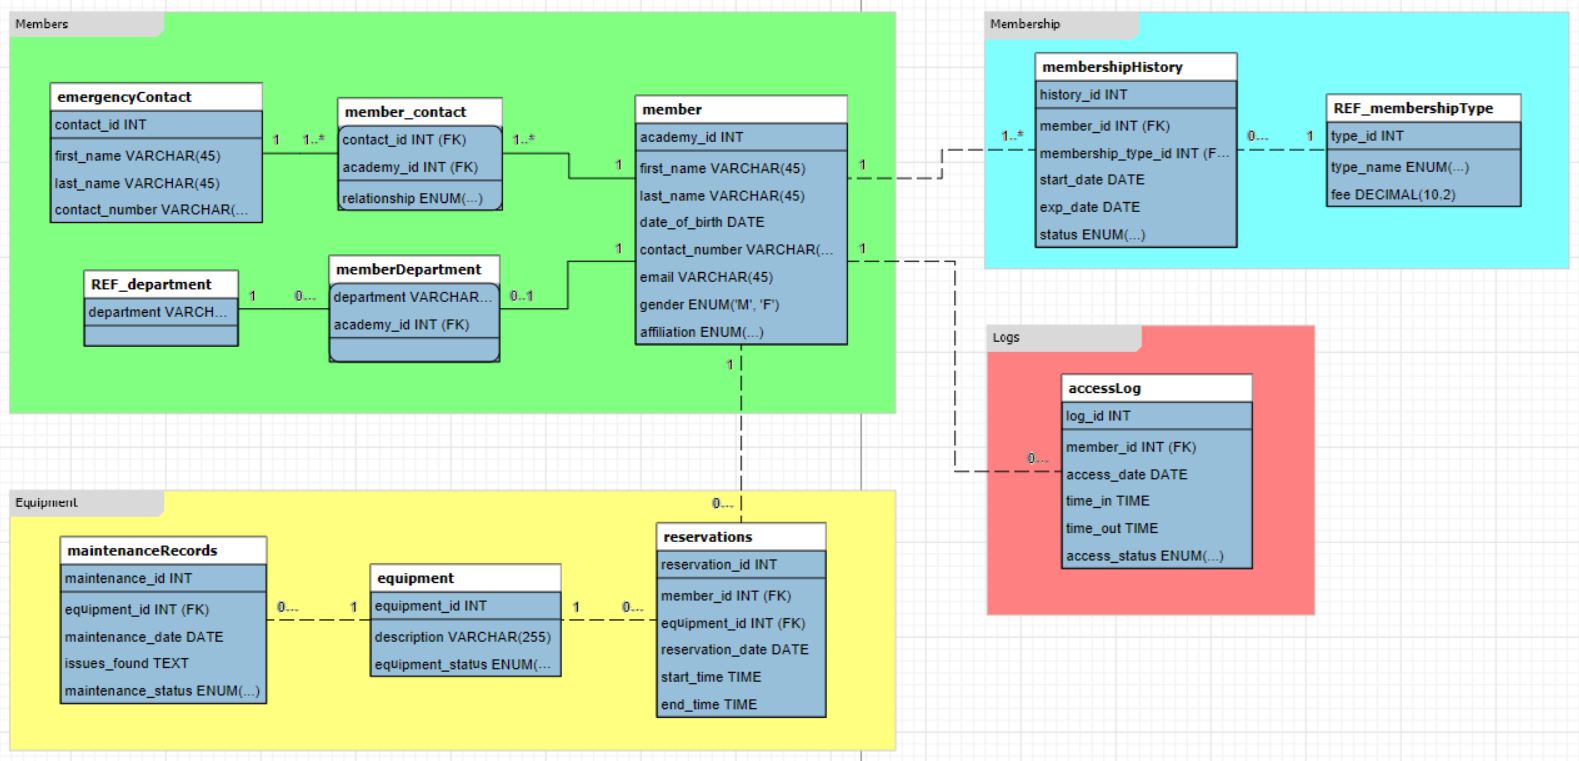 Members
emergencyContact
contact_id INT
first_name VARCHAR(45)
last_name VARCHAR(45)
contact_number VARCHAR(...
1
1..*
member_contact
contact_id INT (FK)
academy_id INT (FK)
relationship ENUM(...)
1..*
1
member
academy_id INT
first_name VARCHAR(45)
last_name VARCHAR(45)
date_of_birth DATE
contact_number VARCHAR(...
email VARCHAR(45)
gender ENUM('M', 'F')
affiliation ENUM(...)
REF_department
department VARCH...
1
0...
memberDepartment
department VARCHAR...
academy_id INT (FK)
0..1
1
1
1
1
Membership
1..*
membershipHistory
history_id INT
member_id INT (FK)
membership_type_id INT (F...
start_date DATE
exp_date DATE
status ENUM(...)
0...
1
REF_membershipType
type_id INT
type_name ENUM(...)
fee DECIMAL(10,2)
Logs
0...
accessLog
log_id INT
member_id INT (FK)
access_date DATE
time_in TIME
time_out TIME
access_status ENUM(...)
Equipment
maintenanceRecords
maintenance_id INT
equipment_id INT (FK)
maintenance_date DATE
issues_found TEXT
maintenance_status ENUM(...)
0...
1
equipment
equipment_id INT
description VARCHAR(255)
equipment_status ENUM(...
1
0...
0...
reservations
reservation_id INT
member_id INT (FK)
equipment_id INT (FK)
reservation_date DATE
start_time TIME
end_time TIME